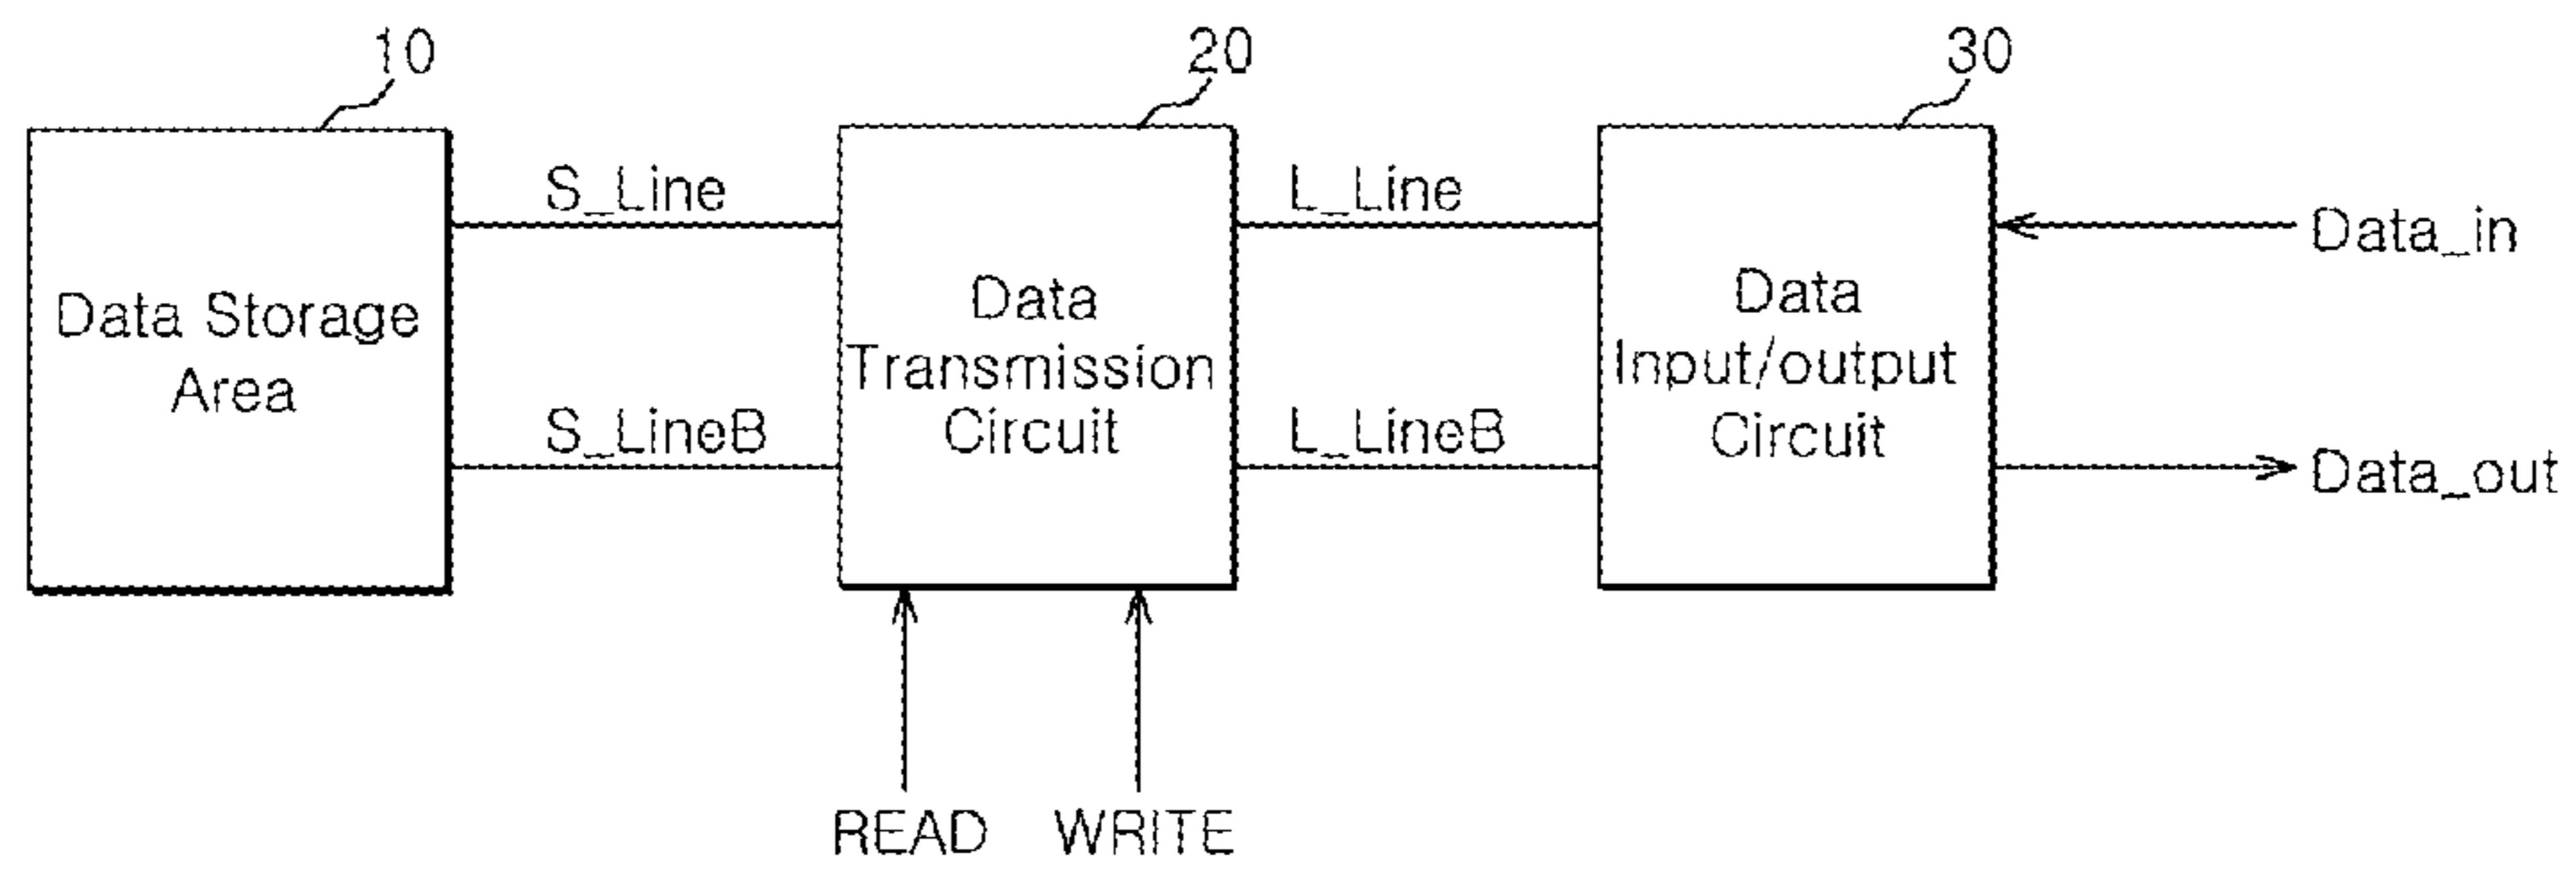 10
20
30
S_Line
L_Line
Data_in
Data Storage
Area
Data
Transmission
Circuit
Data
Input/output
Circuit
S_LineB
L_LineB
Data_out
READ
WRITE